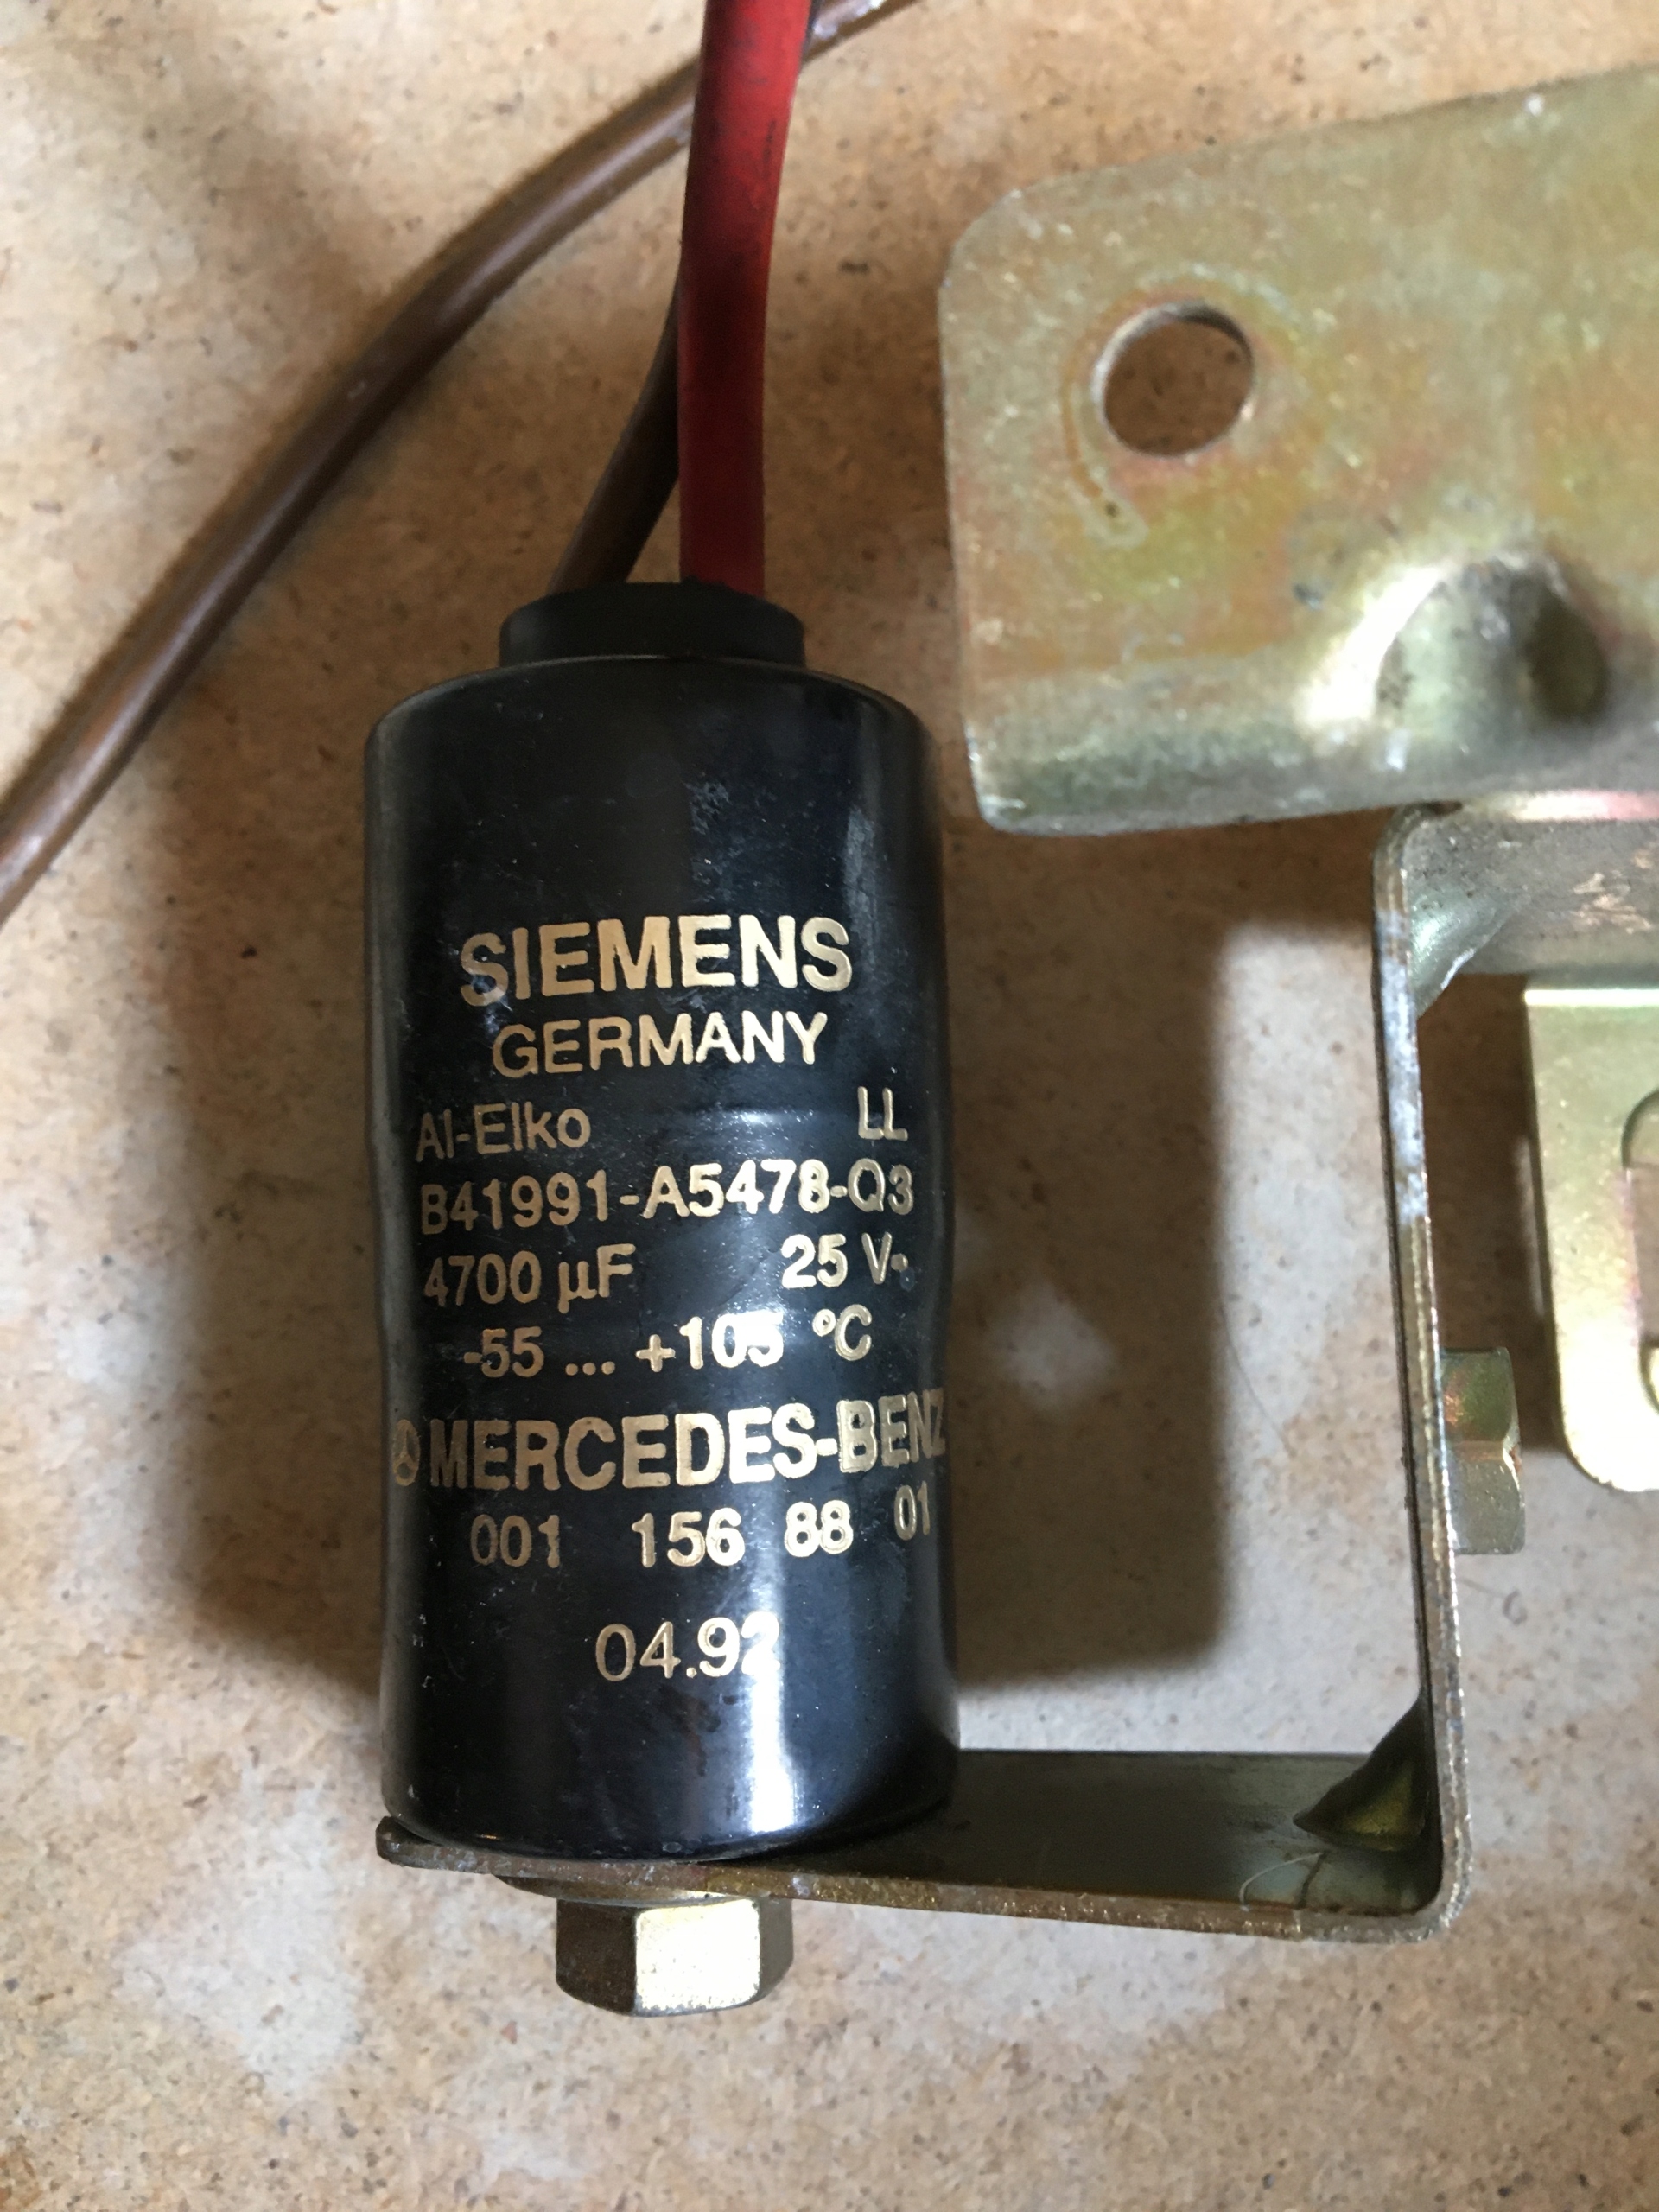 SIEMENS
GERMANY
Al-Elko LL
B41991-A5478-Q3
4700 µF 25 V-
-55 ... +105 °C
MERCEDES-BENZ
001 156 88 01
04.92